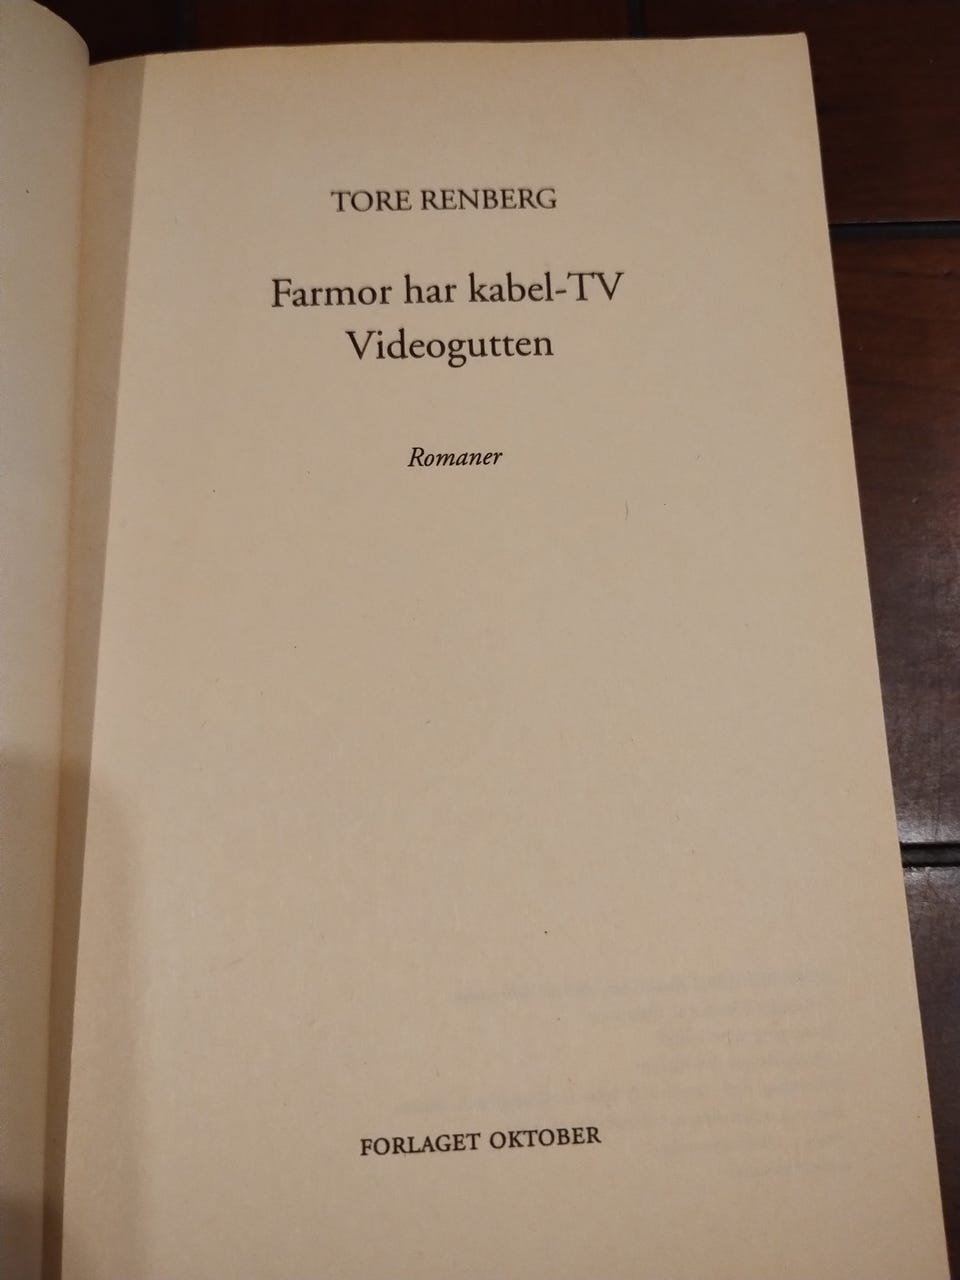 TORE RENBERG
Farmor har kabel-TV
Videogutten
Romaner
FORLAGET OKTOBER